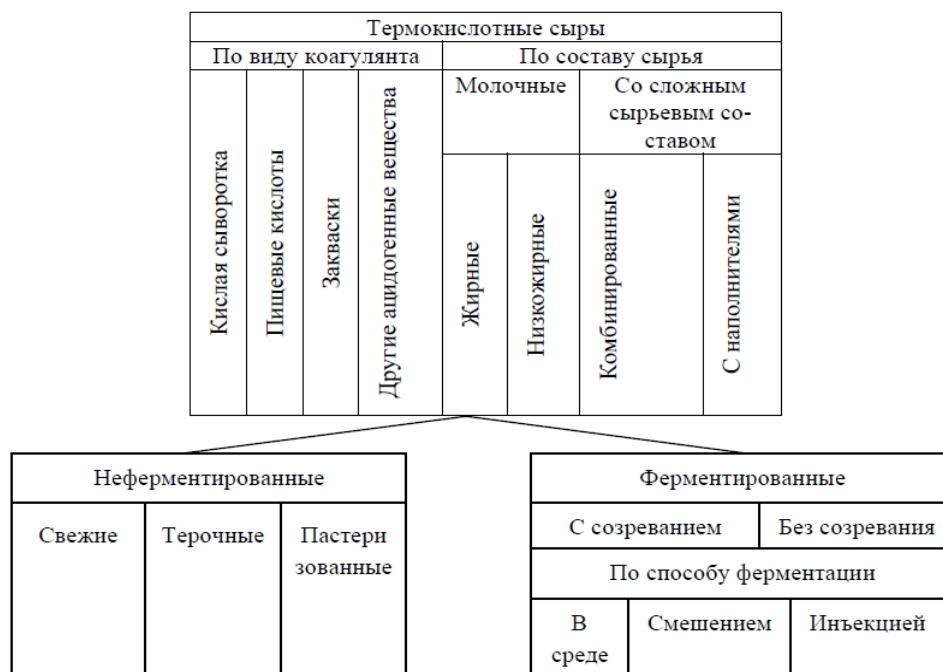 Термокислотные сыры
По виду коагулянта
По составу сырья
Молочные
Со сложным
сырьевым со-
ставом
Кислая сыворотка
Пищевые кислоты
Закваски
Другие ацидогенные вещества
Жирные
Низкожирные
Комбинированные
С наполнителями
Неферментированные
Свежие
Терочные
Пастери
зованные
Ферментированные
С созреванием
Без созревания
По способу ферментации
В
среде
Смешением
Инъекцией